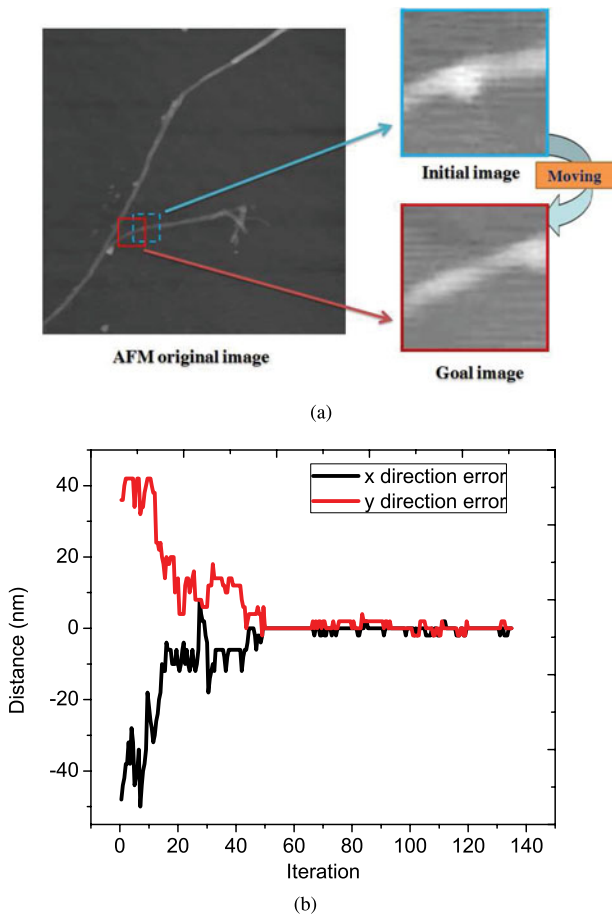 Initial image
Moving
AFM original image
Goal image
(a)
x direction error
y direction error
40
20
0
-20
-40
Distance (nm)
0 20 40 60 80 100 120 140
Iteration
(b)